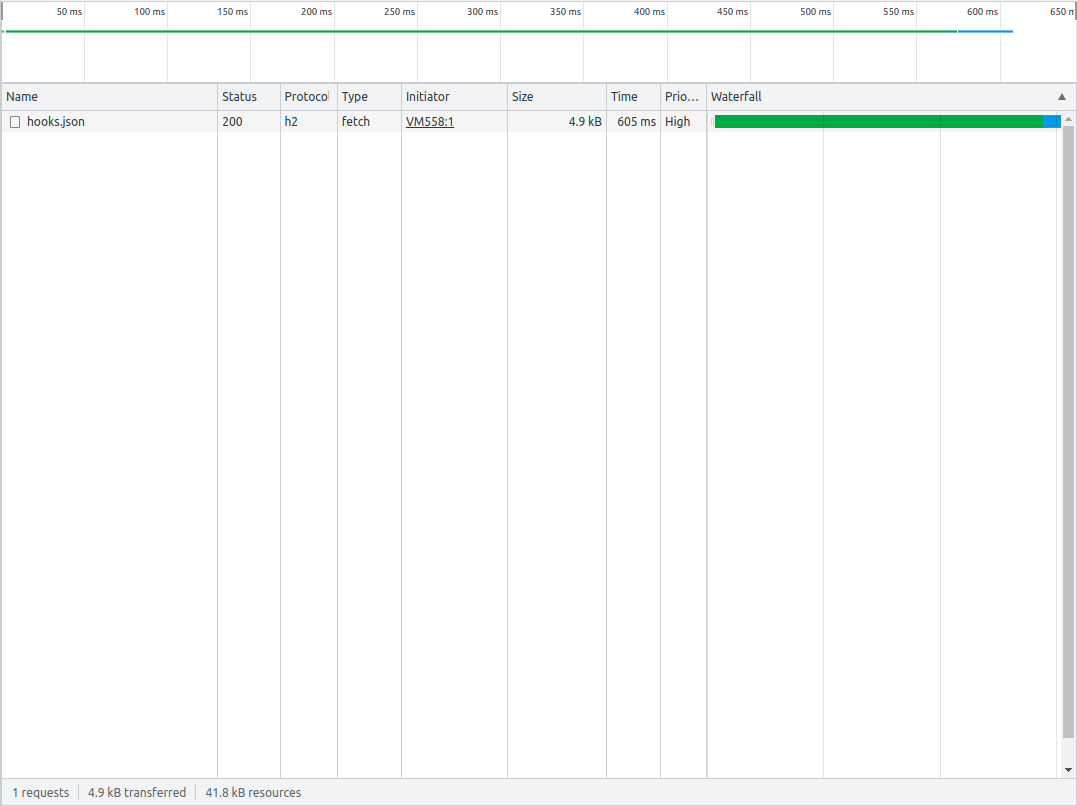 50 ms 100 ms 150 ms 200 ms 250 ms 300 ms 350 ms 400 ms 450 ms 500 ms 550 ms 600 ms 650 m
Name Status Protocol Type Initiator Size Time Prio... Waterfall ▲
hooks.json 200 h2 fetch VM558:1 4.9 kB 605 ms High
1 requests 4.9 kB transferred 41.8 kB resources